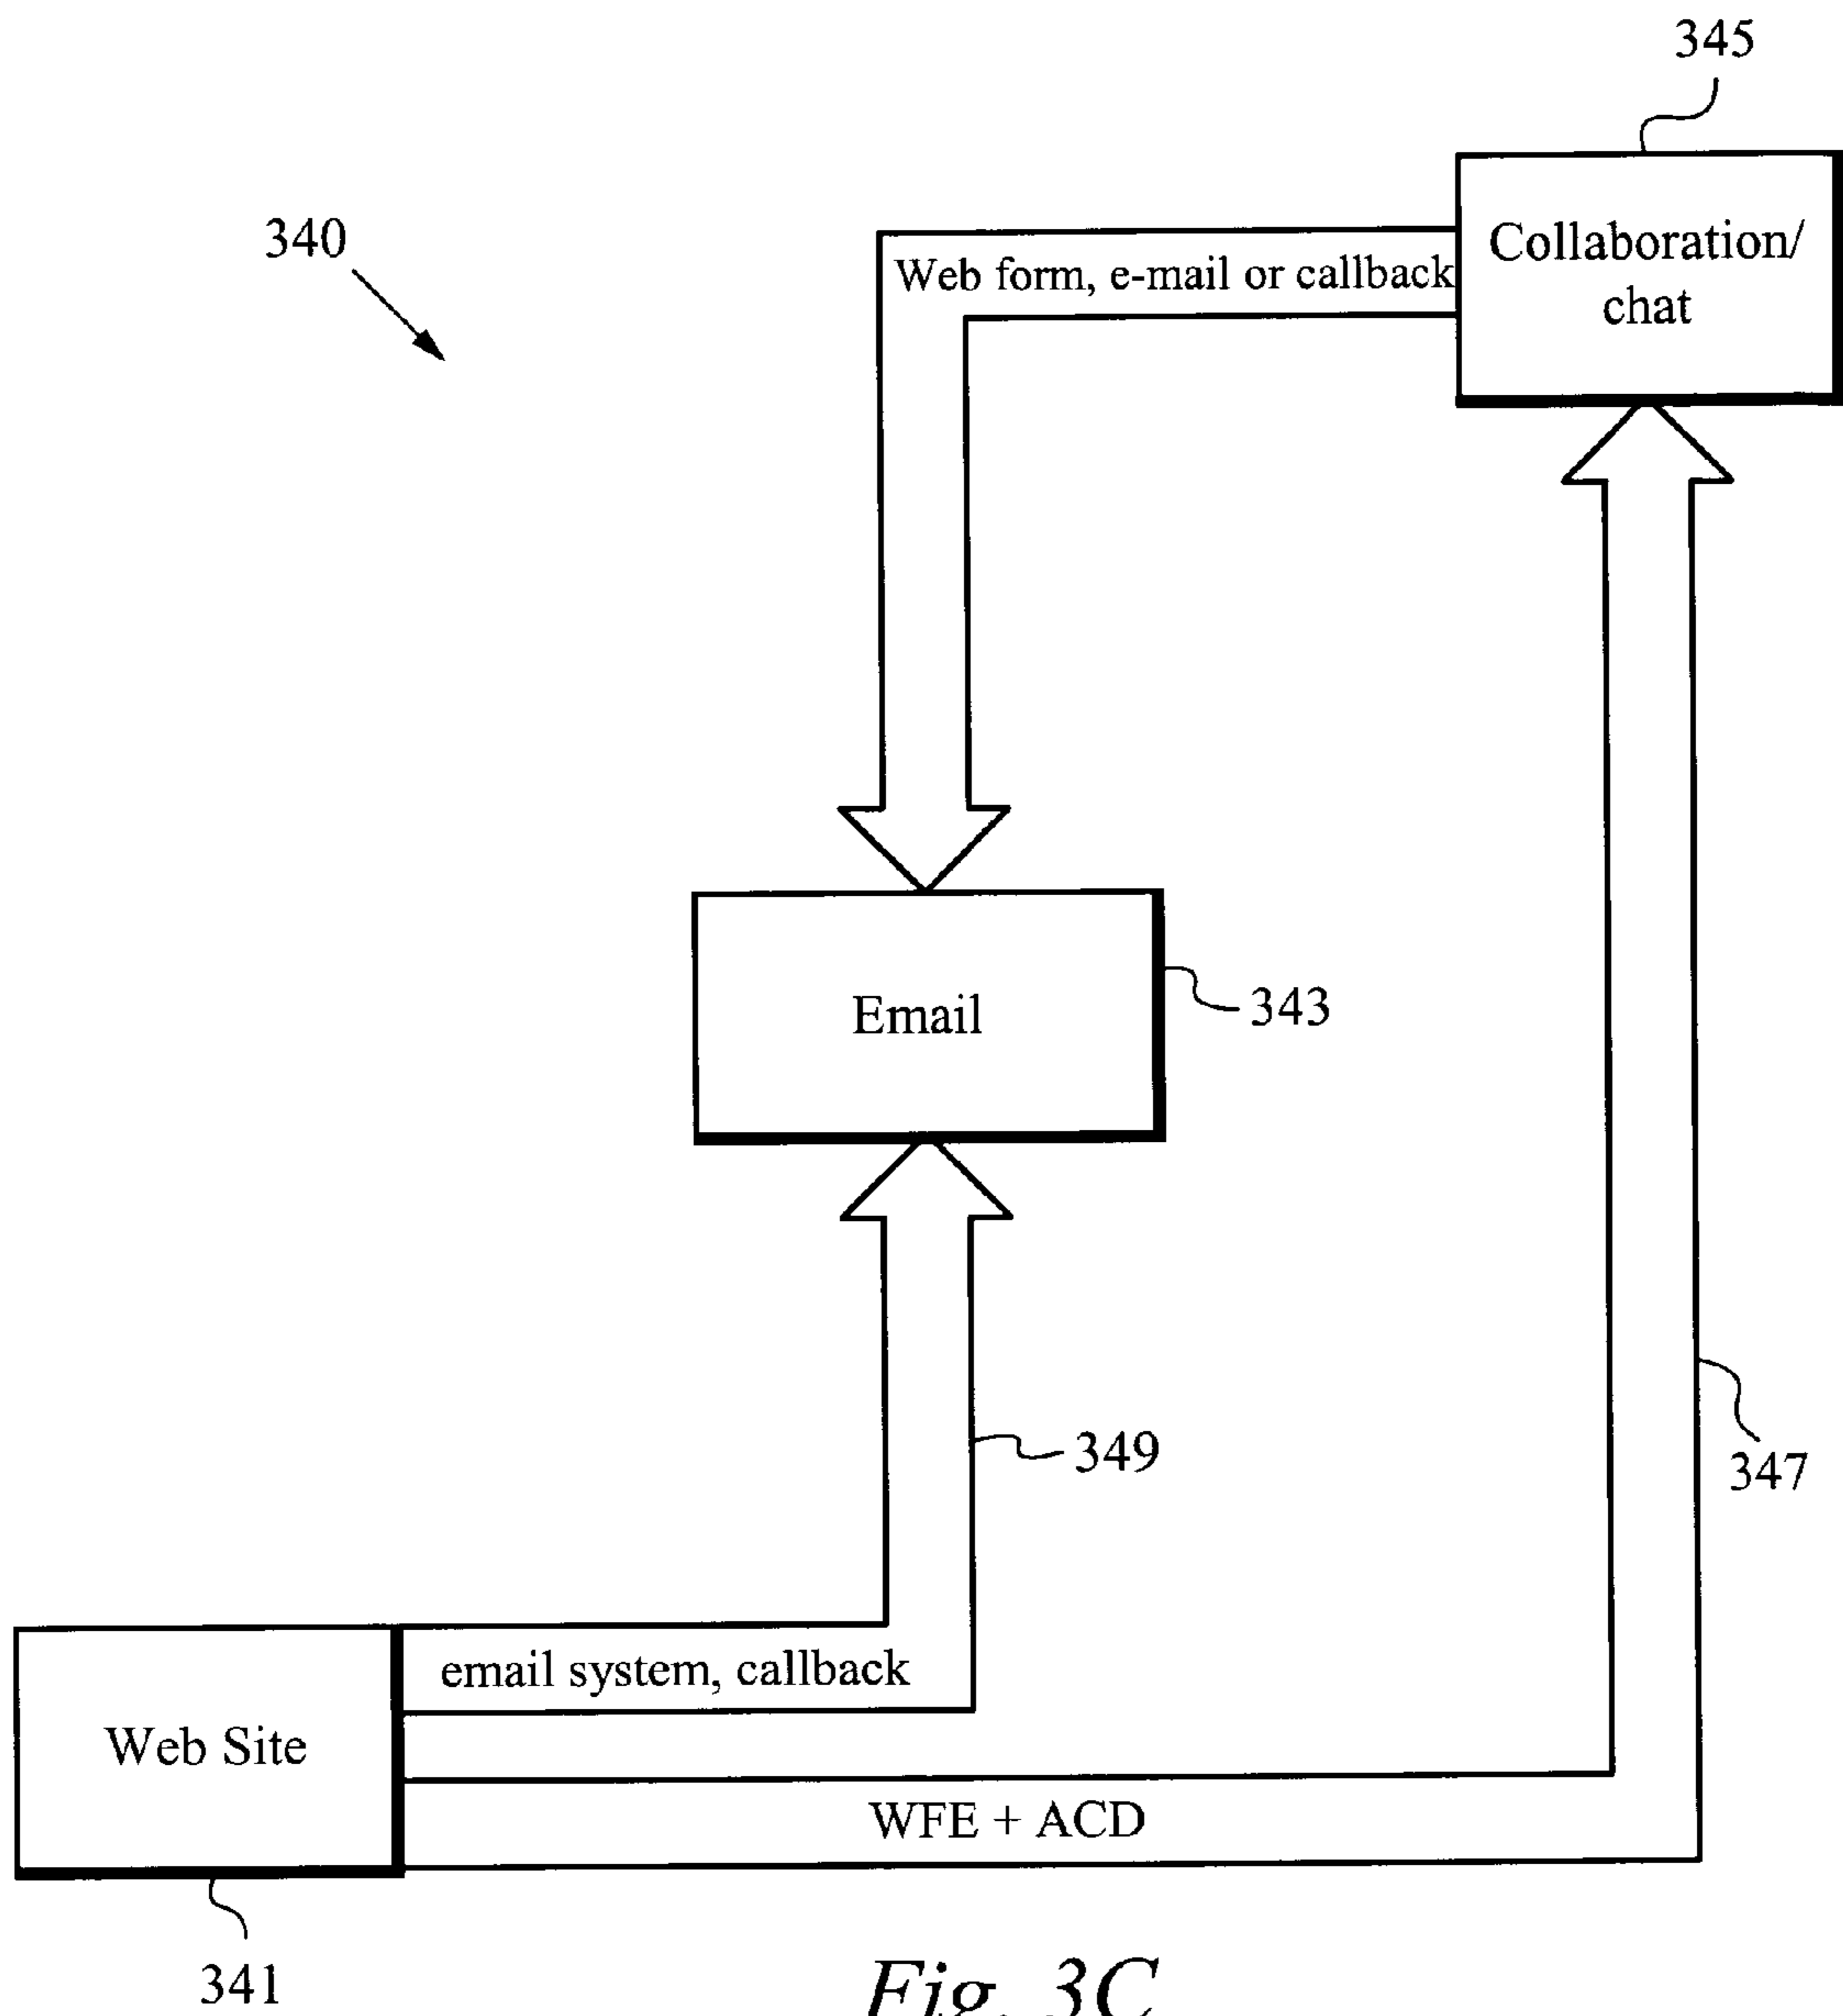 345
340
Collaboration/
chat
Web form, e-mail or callback
Email
343
349
347
email system, callback
Web Site
WFE + ACD
341
Fig. 3C